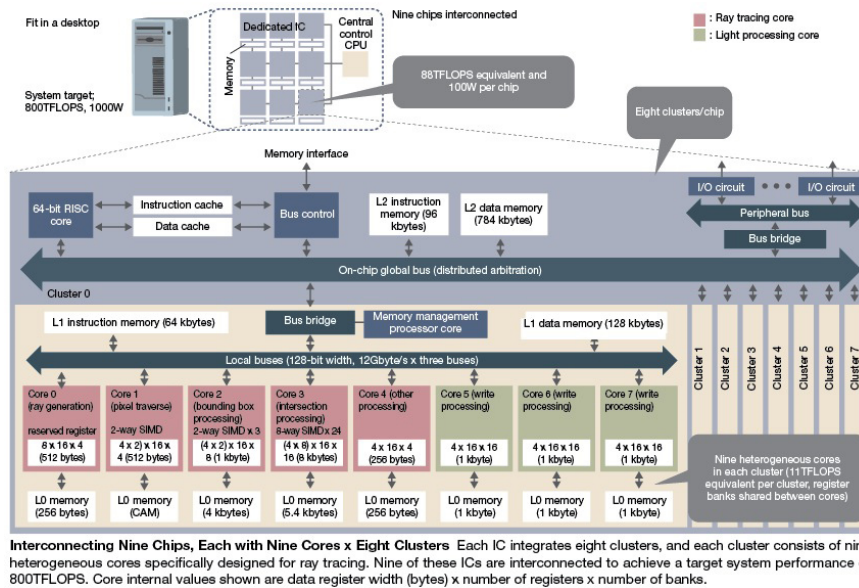 Fit in a desktop
System target;
800TFLOPS, 1000W
Dedicated IC
Memory
Central
control
CPU
Nine chips interconnected
88TFLOPS equivalent and
100W per chip
: Ray tracing core
: Light processing core
Eight clusters/chip
Memory interface
64-bit RISC
core
Instruction cache
Data cache
Bus control
L2 instruction
memory (96
kbytes)
L2 data memory
(784 kbytes)
I/O circuit
• • •
I/O circuit
Peripheral bus
Bus bridge
On-chip global bus (distributed arbitration)
Cluster 0
L1 instruction memory (64 kbytes)
Bus bridge
Memory management
processor core
L1 data memory (128 kbytes)
Local buses (128-bit width, 12Gbyte's x three buses)
Core 0
(ray generation)
reserved register
8 x 16 x 4
(512 bytes)
Core 1
(pixel traverse)
2-way SIMD
(4 x 2) x 16 x
4 (512 bytes)
Core 2
(bounding box
processing)
2-way SIMD x 3
(4 x 2) x 16 x
8 (1 kbyte)
Core 3
(intersection
processing)
8-way SIMD x 24
(4 x 8) x 16 x
16 (8 kbytes)
Core 4 (other
processing)
4 x 16 x 4
(256 bytes)
Core 5 (write
processing)
4 x 16 x 16
(1 kbyte)
Core 6 (write
processing)
4 x 16 x 16
(1 kbyte)
Core 7 (write
processing)
4 x 16 x 16
(1 kbyte)
L0 memory
(256 bytes)
L0 memory
(CAM)
L0 memory
(4 kbytes)
L0 memory
(5.4 kbytes)
L0 memory
(256 bytes)
L0 memory
(1 kbyte)
L0 memory
(1 kbyte)
L0 memory
(1 kbyte)
Cluster 1
Cluster 2
Cluster 3
Cluster 4
Cluster 5
Cluster 6
Cluster 7
Nine heterogeneous cores
in each cluster (11TFLOPS
equivalent per cluster, register
banks shared between cores)
Interconnecting Nine Chips, Each with Nine Cores x Eight Clusters Each IC integrates eight clusters, and each cluster consists of nin
heterogeneous cores specifically designed for ray tracing. Nine of these ICs are interconnected to achieve a target system performance
800TFLOPS. Core internal values shown are data register width (bytes) x number of registers x number of banks.